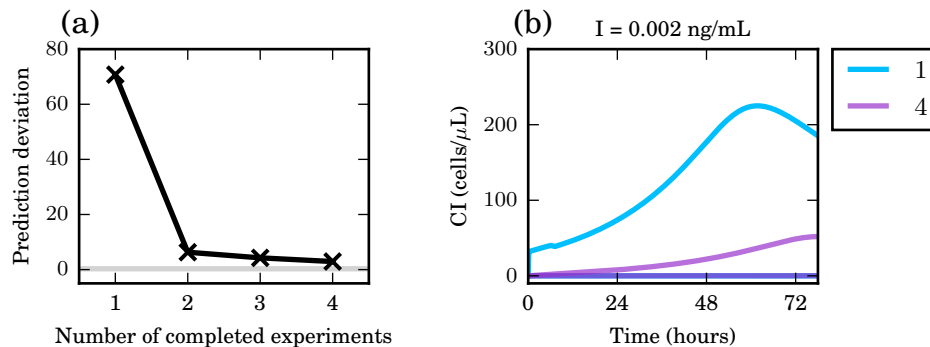 (a)
80
60
40
20
0
Prediction deviation
1 2 3 4
Number of completed experiments
(b)
I = 0.002 ng/mL
300
200
100
0
CI (cells/μL)
0 24 48 72
Time (hours)
1
4